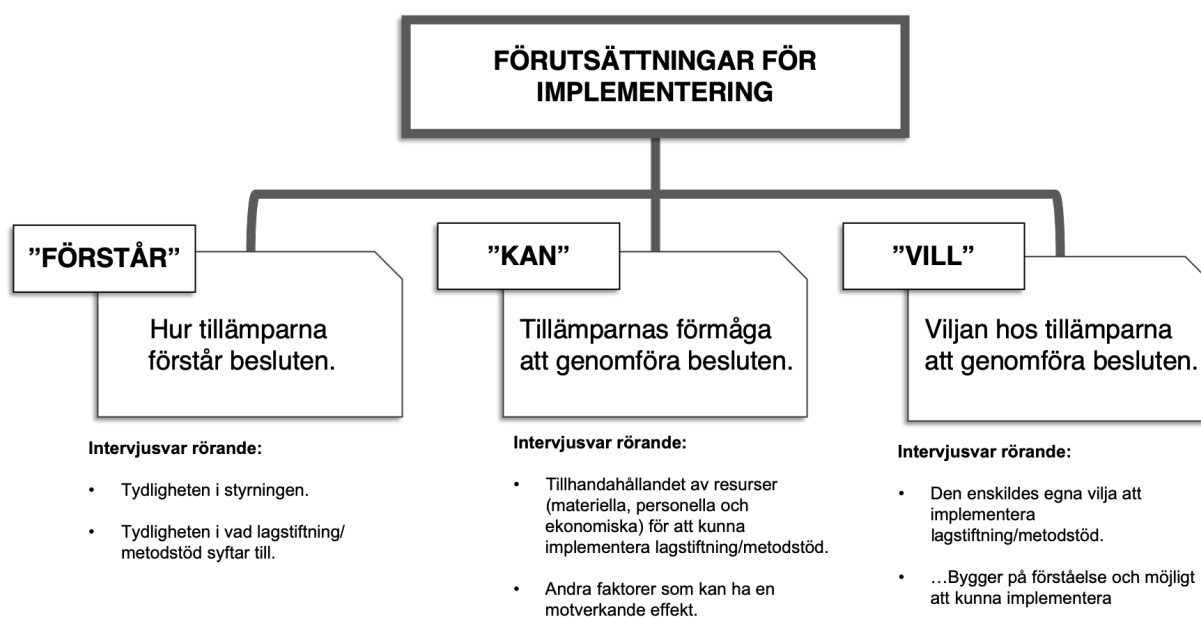 FÖRUTSÄTTNINGAR FÖR
IMPLEMENTERING
”FÖRSTÅR”
Hur tillämparna
förstår besluten.
Intervjusvar rörande:
• Tydligheten i styrningen.
• Tydligheten i vad lagstiftning/
metodstöd syftar till.
”KAN”
Tillämparnas förmåga
att genomföra besluten.
Intervjusvar rörande:
• Tillhandahållandet av resurser
(materiella, personella och
ekonomiska) för att kunna
implementera lagstiftning/metodstöd.
• Andra faktorer som kan ha en
motverkande effekt.
”VILL”
Viljan hos tillämparna
att genomföra besluten.
Intervjusvar rörande:
• Den enskildes egna vilja att
implementera
lagstiftning/metodstöd.
• …Bygger på förståelse och möjligt
att kunna implementera